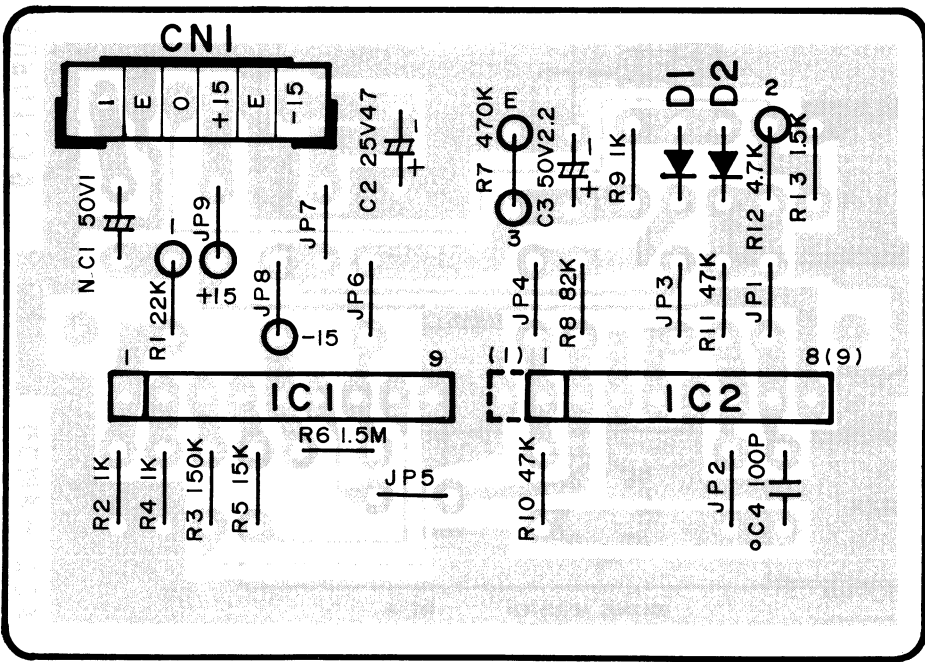 CN1
I E O +15 E -15
C2 25V47
R7 470K
E
3
C3 50V2.2
- +
R9 1K
D1
D2
2
R12 4.7K
R13 1.5K
N.C1 50V1
-
R1 22K
JP9
+15
JP8
-15
JP7
- +
JP6
JP4
R8 82K
JP3
R11 47K
JP1
1
9
(1) 1
8(9)
IC1
IC2
R6 1.5M
JP5
R2 1K
R4 1K
R3 150K
R5 15K
R10 47K
JP2
C4 100P